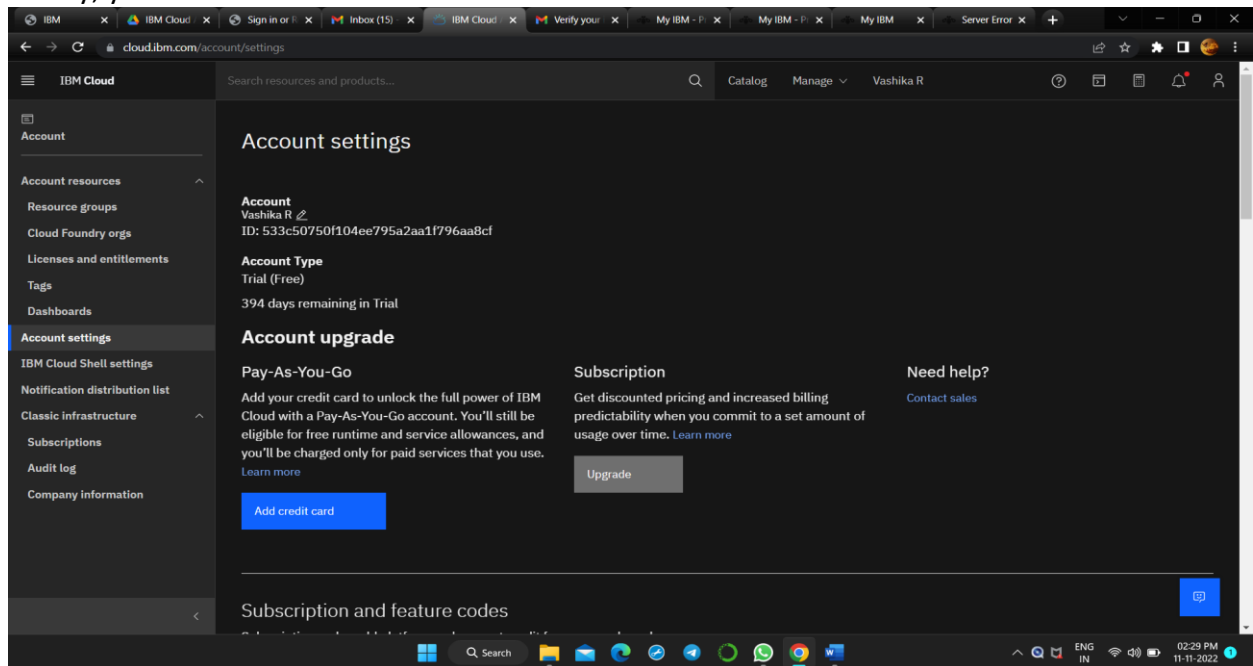 IBM
IBM Cloud
Sign in or R
Inbox (15) -
IBM Cloud
Verify your
My IBM - P
My IBM - P
My IBM
Server Error
cloud.ibm.com/account/settings
IBM Cloud
Search resources and products...
Catalog
Manage
Vashika R
Account
Account resources
Resource groups
Cloud Foundry orgs
Licenses and entitlements
Tags
Dashboards
Account settings
IBM Cloud Shell settings
Notification distribution list
Classic infrastructure
Subscriptions
Audit log
Company information
Account settings
Account
Vashika R
ID: 533c50750f104ee795a2aa1f796aa8cf
Account Type
Trial (Free)
394 days remaining in Trial
Account upgrade
Pay-As-You-Go
Add your credit card to unlock the full power of IBM
Cloud with a Pay-As-You-Go account. You'll still be
eligible for free runtime and service allowances, and
you'll be charged only for paid services that you use.
Learn more
Add credit card
Subscription
Get discounted pricing and increased billing
predictability when you commit to a set amount of
usage over time. Learn more
Upgrade
Need help?
Contact sales
Subscription and feature codes
Search
ENG
IN
02:29 PM
11-11-2022
1